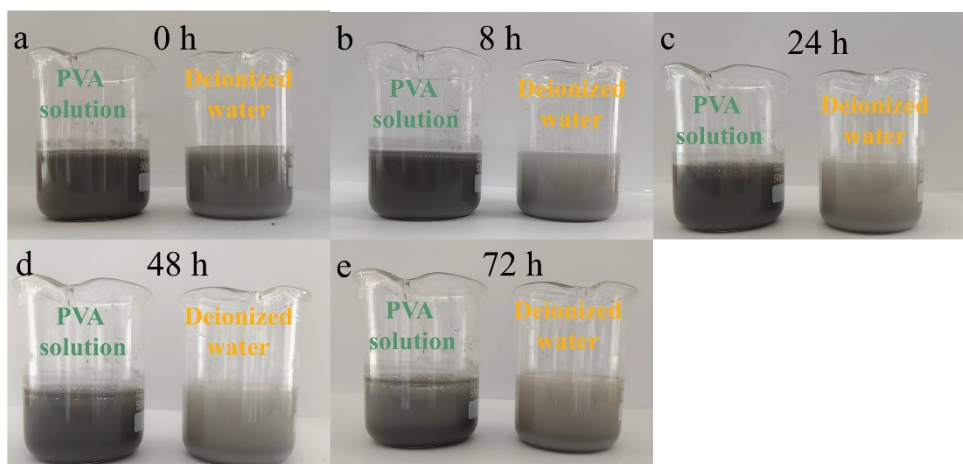 a
0 h
PVA
solution
Deionized
water
b
8 h
PVA
solution
Deionized
water
c
24 h
PVA
solution
Deionized
water
d
48 h
PVA
solution
Deionized
water
e
72 h
PVA
solution
Deionized
water